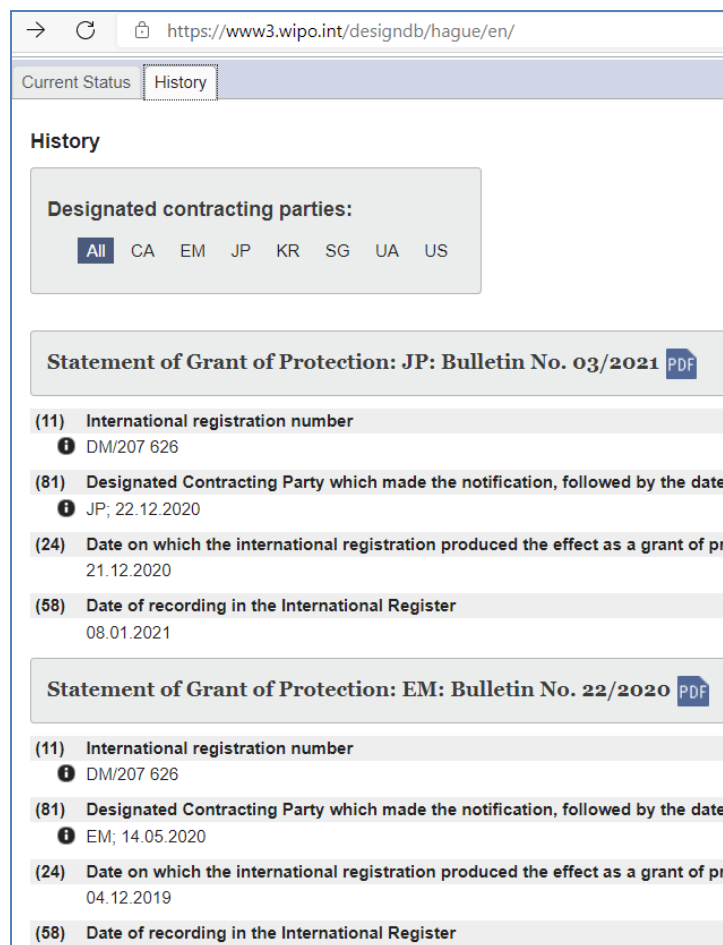 https://www3.wipo.int/designdb/hague/en/
Current Status History
History
Designated contracting parties:
All CA EM JP KR SG UA US
Statement of Grant of Protection: JP: Bulletin No. 03/2021 PDF
(11) International registration number
DM/207 626
(81) Designated Contracting Party which made the notification, followed by the date
JP; 22.12.2020
(24) Date on which the international registration produced the effect as a grant of pr
21.12.2020
(58) Date of recording in the International Register
08.01.2021
Statement of Grant of Protection: EM: Bulletin No. 22/2020 PDF
(11) International registration number
DM/207 626
(81) Designated Contracting Party which made the notification, followed by the date
EM; 14.05.2020
(24) Date on which the international registration produced the effect as a grant of pr
04.12.2019
(58) Date of recording in the International Register